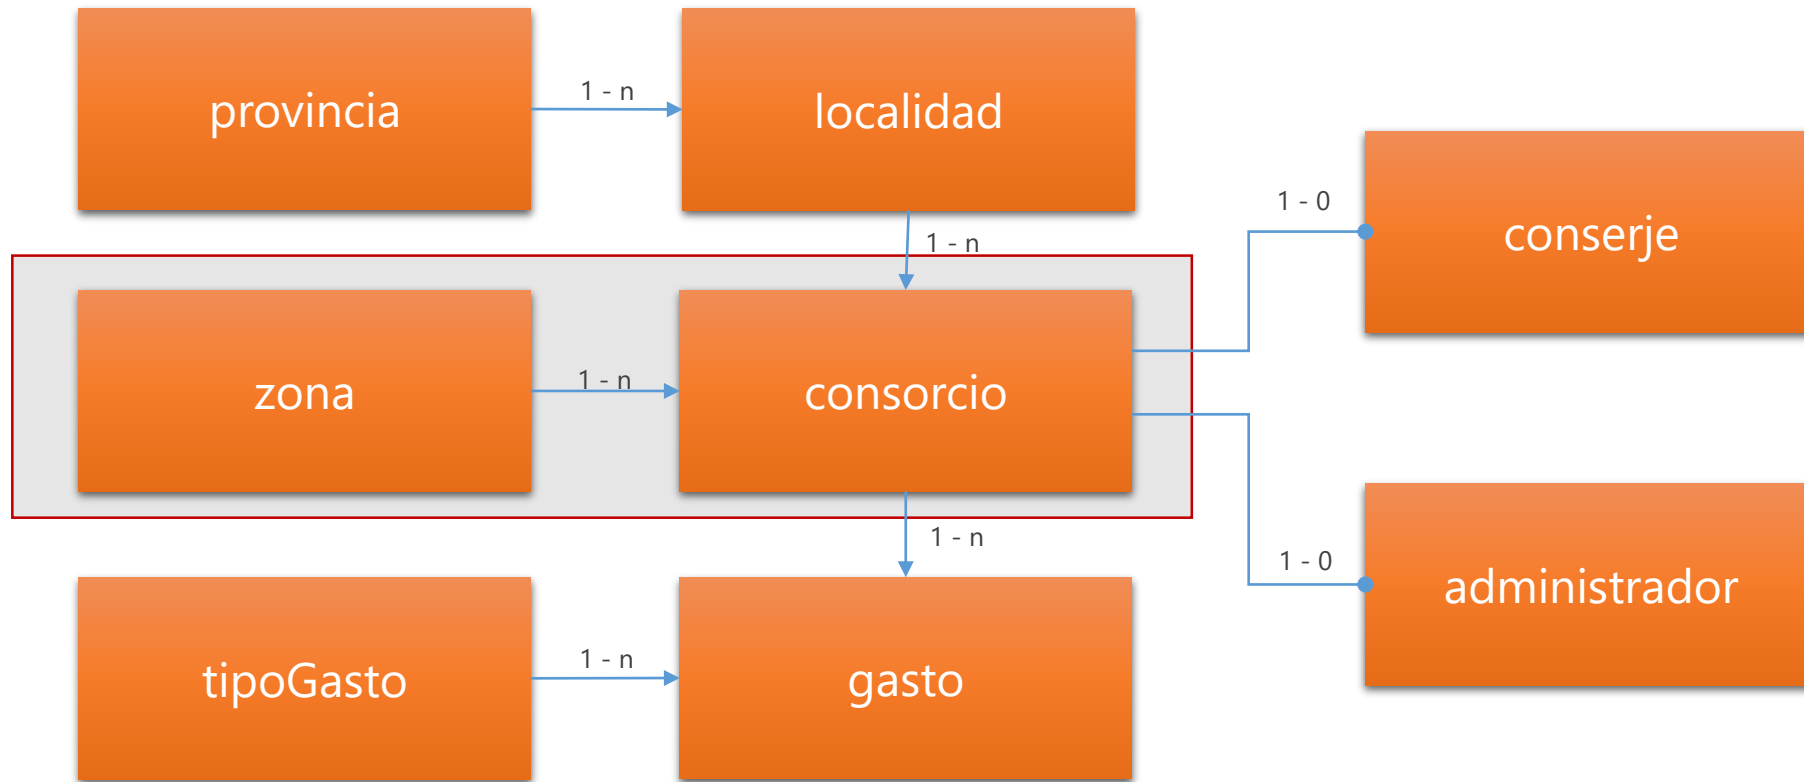 provincia
1 - n
localidad
1 - n
conserje
1 - 0
zona
1 - n
consorcio
1 - n
administrador
1 - 0
tipoGasto
1 - n
gasto